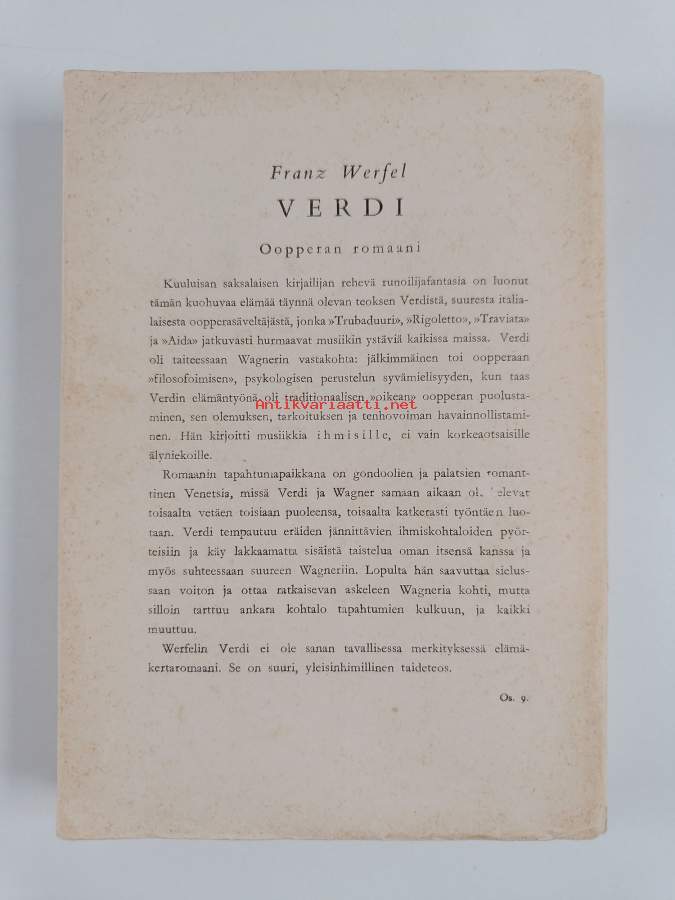 Franz Werfel
VERDI
Oopperan romaani
Kuuluisan saksalaisen kirjailijan rehevä runoilijafantasia on luonut
tämän kuohuvaa elämää täynnä olevan teoksen Verdistä, suuresta italia-
laisesta oopperasäveltäjästä, jonka »Trubaduuri», »Rigoletto», »Traviata»
ja »Aida» jatkuvasti hurmaavat musiikin ystäviä kaikissa maissa. Verdi
oli taiteessaan Wagnerin vastakohta: jälkimmäinen toi oopperaan
»filosofoimisen», psykologisen perustelun syvämielisyyden, kun taas
Verdin elämäntyönä oli traditionaalisen »oikean» oopperan puolusta-
Antikvariaatti.net
minen, sen olemuksen, tarkoituksen ja tenhovoiman havainnollistami-
nen. Hän kirjoitti musiikkia ihmisille, ei vain korkeaotsaisille
älyniekoille.
Romaanin tapahtumapaikkana on gondoolien ja palatsien romant-
tinen Venetsia, missä Verdi ja Wagner samaan aikaan
toisaalta vetäen toisiaan puoleensa, toisaalta katkerasti työntäen luo-
taan. Verdi tempautuu eräiden jännittävien ihmiskohtaloiden pyör-
teisiin ja käy lakkaamatta sisäistä taistelua oman itsensä kanssa ja
myös suhteessaan suureen Wagneriin. Lopulta hän saavuttaa sielus-
saan voiton ja ottaa ratkaisevan askeleen Wagneria kohti, mutta
silloin tarttuu ankara kohtalo tapahtumien kulkuun, ja kaikki
muuttuu.
Werfelin Verdi ei ole sanan tavallisessa merkityksessä elämä-
kertaromaani. Se on suuri, yleisinhimillinen taideteos.
Os. 9.